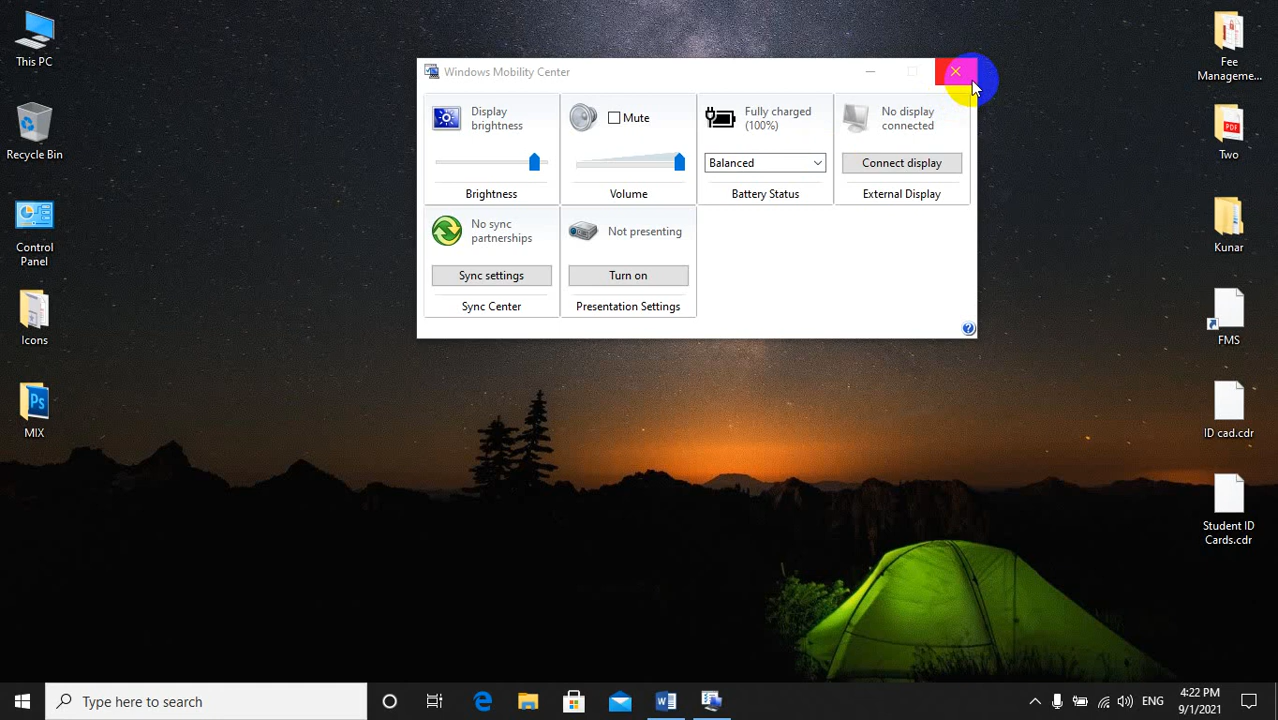 This PC
Recycle Bin
Control
Panel
Icons
MIX
Windows Mobility Center
Display
brightness
Brightness
Mute
Volume
Fully charged
(100%)
Balanced
Battery Status
No display
connected
Connect display
External Display
No sync
partnerships
Sync settings
Sync Center
Not presenting
Turn on
Presentation Settings
Fee
Manageme...
PDF
Two
Kunar
FMS
ID cad.cdr
Student ID
Cards.cdr
Ps
Type here to search
ENG
4:22 PM
9/1/2021